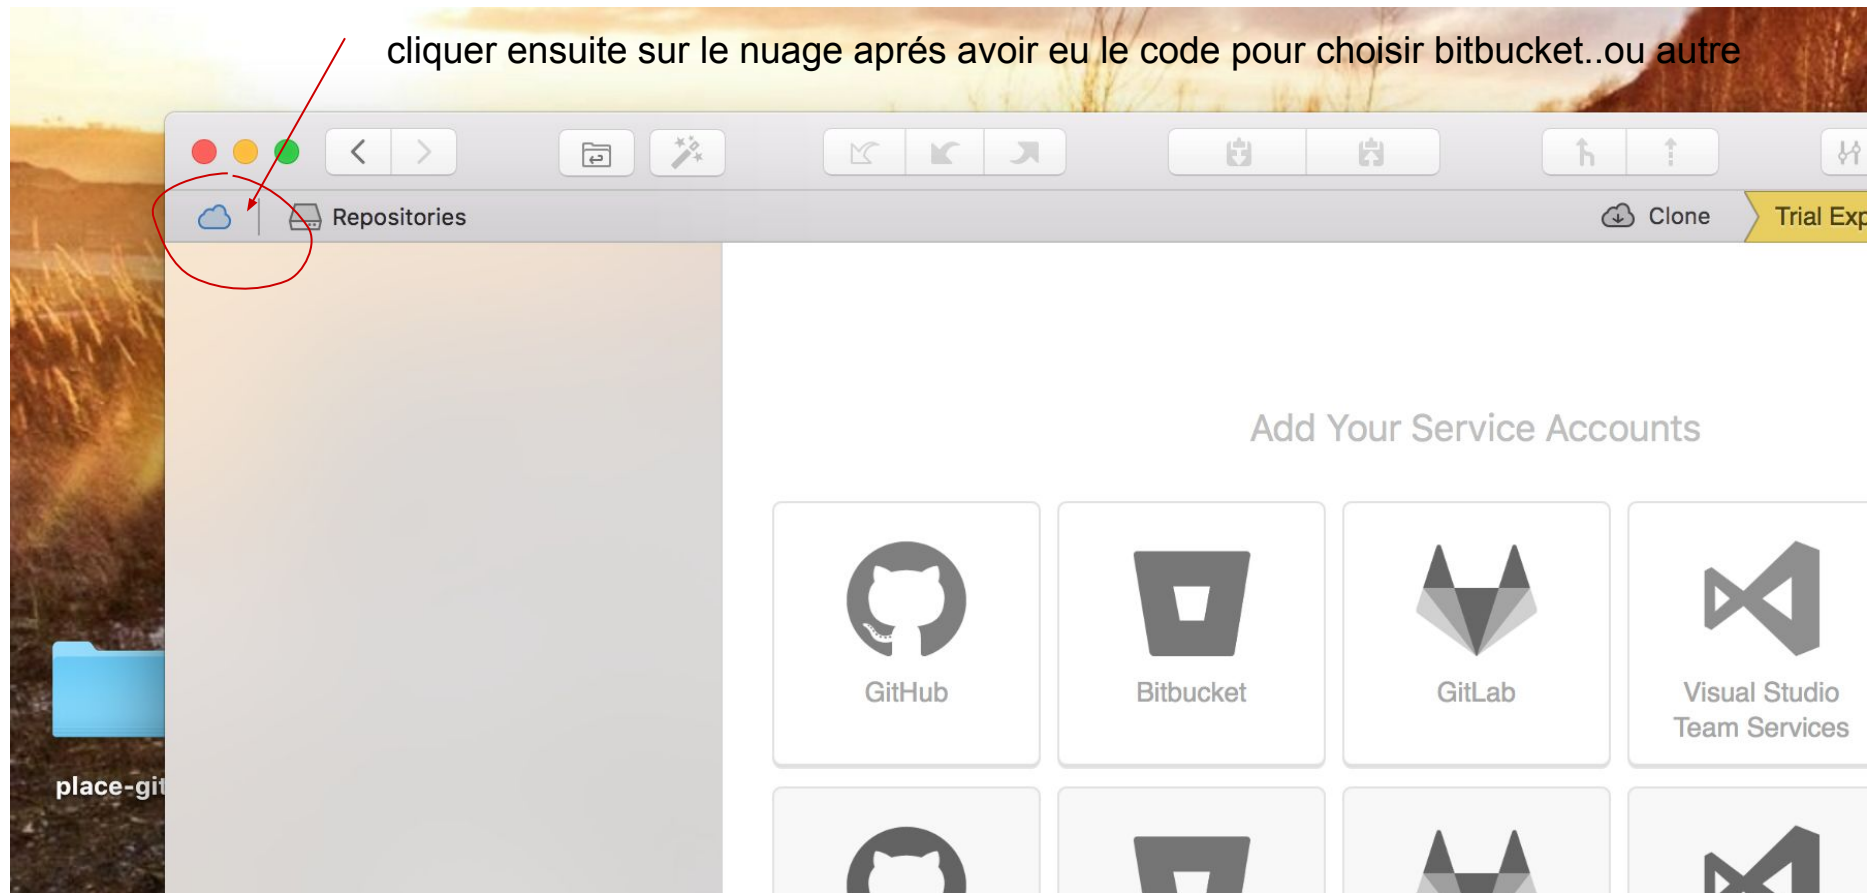 cliquer ensuite sur le nuage aprés avoir eu le code pour choisir bitbucket..ou autre
Repositories
Clone
Trial Exp
Add Your Service Accounts
GitHub
Bitbucket
GitLab
Visual Studio
Team Services
place-git